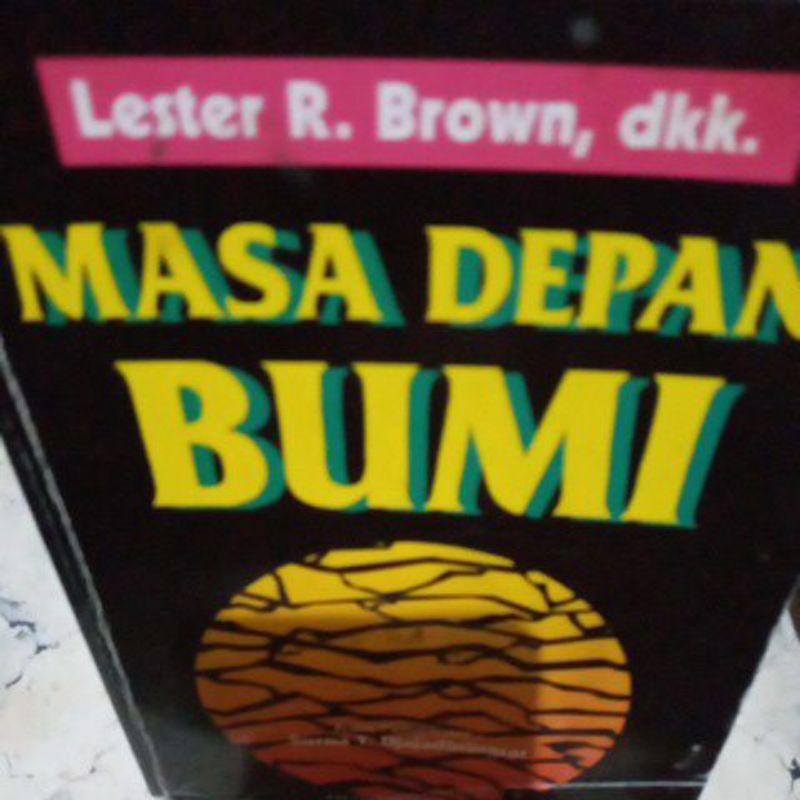 Lester R. Brown, dkk.
MASA DEPAN
BUMI